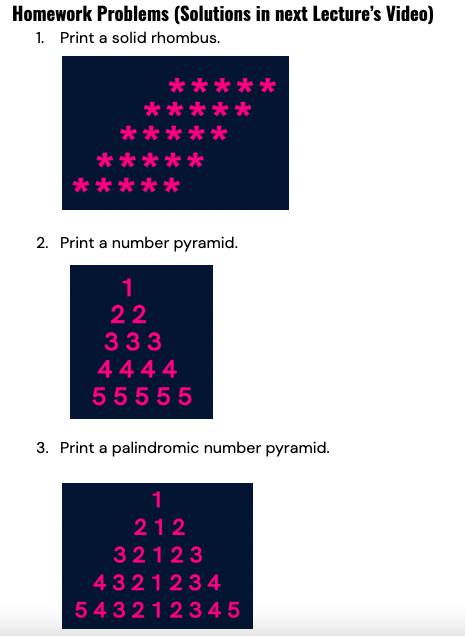 Homework Problems (Solutions in next Lecture's Video)
1. Print a solid rhombus.
* * * * *
* * * * *
* * * * *
* * * * *
* * * * *
2. Print a number pyramid.
1
2 2
3 3 3
4 4 4 4
5 5 5 5 5
3. Print a palindromic number pyramid.
1
2 1 2
3 2 1 2 3
4 3 2 1 2 3 4
5 4 3 2 1 2 3 4 5